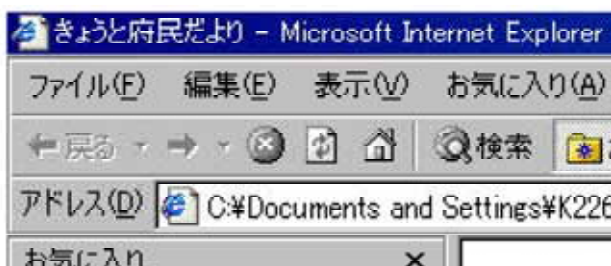 きょうと府民だより - Microsoft Internet Explorer
ファイル(F) 編集(E) 表示(V) お気に入り(A)
戻る 検索
アドレス(D) C:¥Documents and Settings¥K226
お気に入り ×